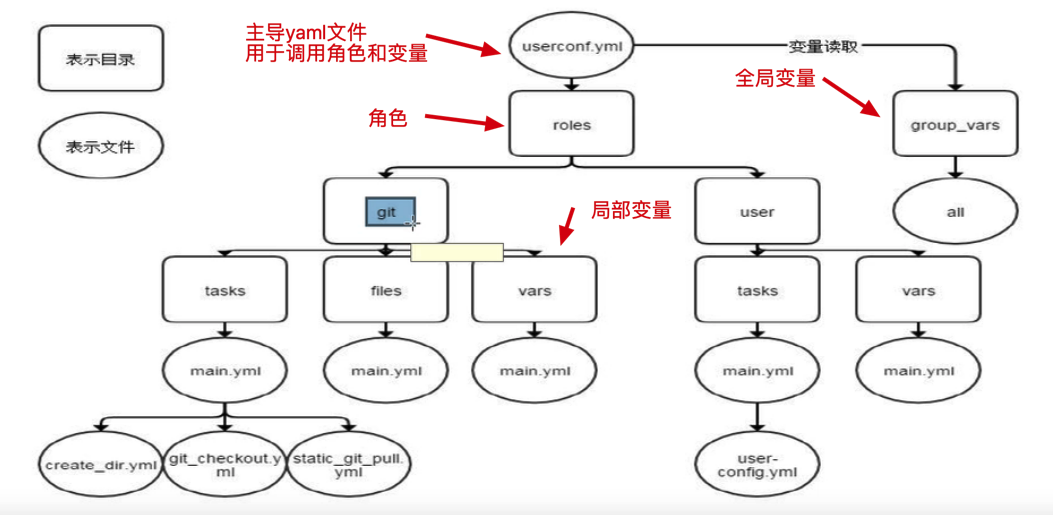 主导yaml文件
用于调用角色和变量
userconf.yml
变量读取
表示目录
全局变量
角色
roles
group_vars
表示文件
git
局部变量
user
all
tasks
files
vars
tasks
vars
main.yml
main.yml
main.yml
main.yml
main.yml
create_dir.yml
git_checkout.y
ml
static_git_pull.
yml
user-
config.yml